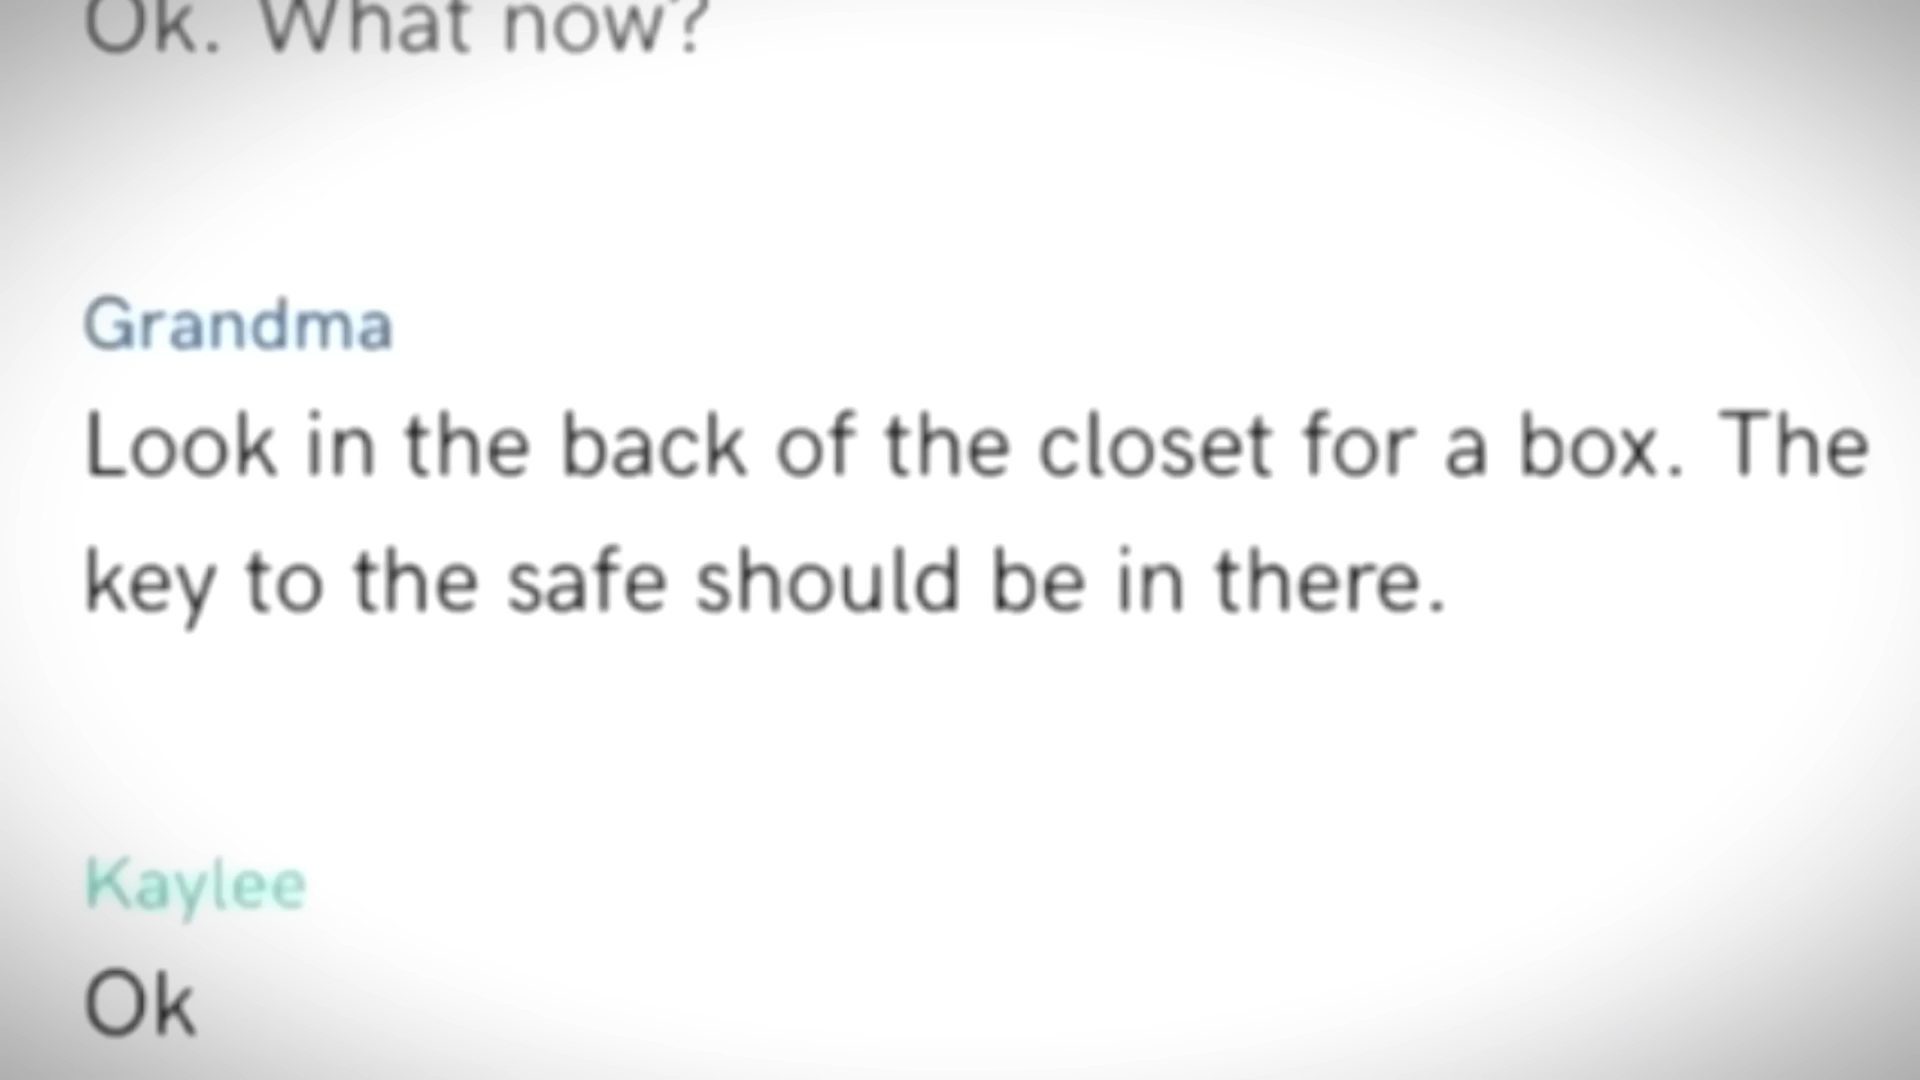 Ok. What now?
Grandma
Look in the back of the closet for a box. The
key to the safe should be in there.
Kaylee
Ok